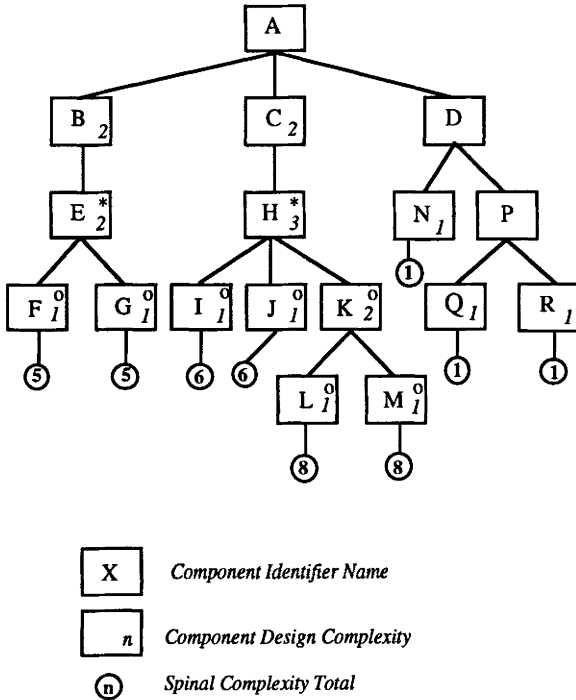 A
B 2
C 2
D
E * 2
H * 3
N 1
P
1
F o 1
G o 1
I o 1
J o 1
K o 2
Q 1
R 1
5
5
6
6
1
1
L o 1
M o 1
8
8
X Component Identifier Name
n Component Design Complexity
n Spinal Complexity Total